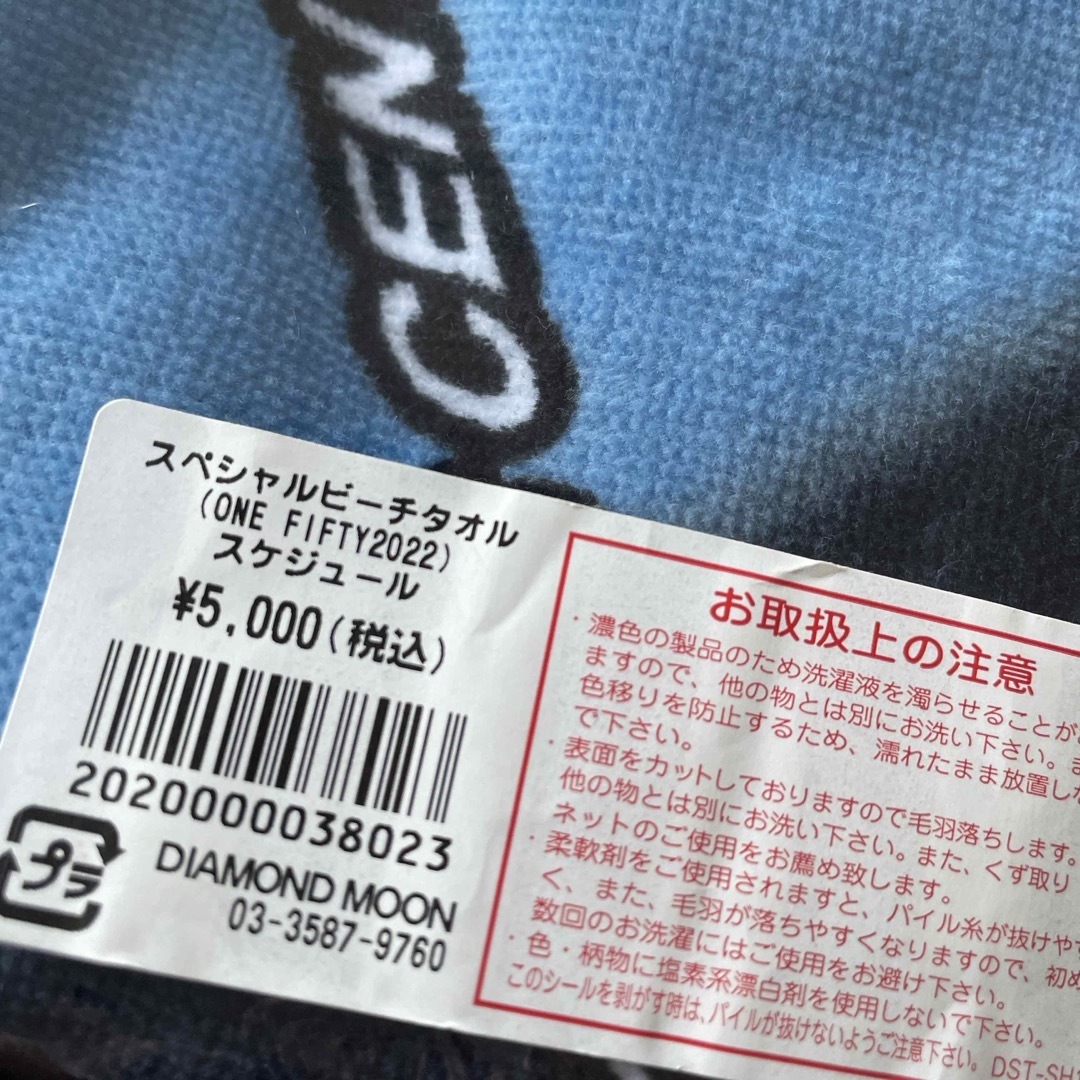 CEN
スペシャルビーチタオル
(ONE FIFTY2022)
スケジュール
¥5,000(税込)
2020000038023
プラ
DIAMOND MOON
03-3587-9760
お取扱上の注意
・濃色の製品のため洗濯液を濁らせることが
ますので、他の物とは別にお洗い下さい。ま
色移りを防止するため、濡れたまま放置し
で下さい。
・表面をカットしておりますので毛羽落ちします。
他の物とは別にお洗い下さい。また、くず取り
ネットのご使用をお薦め致します。
・柔軟剤をご使用されますと、パイル糸が抜けや
く、また、毛羽が落ちやすくなりますので、初め
数回のお洗濯にはご使用をお避け下さい。
・色・柄物に塩素系漂白剤を使用しないで下さい。
このシールを剥がす時は、パイルが抜けないようご注意下さい。DST-SH